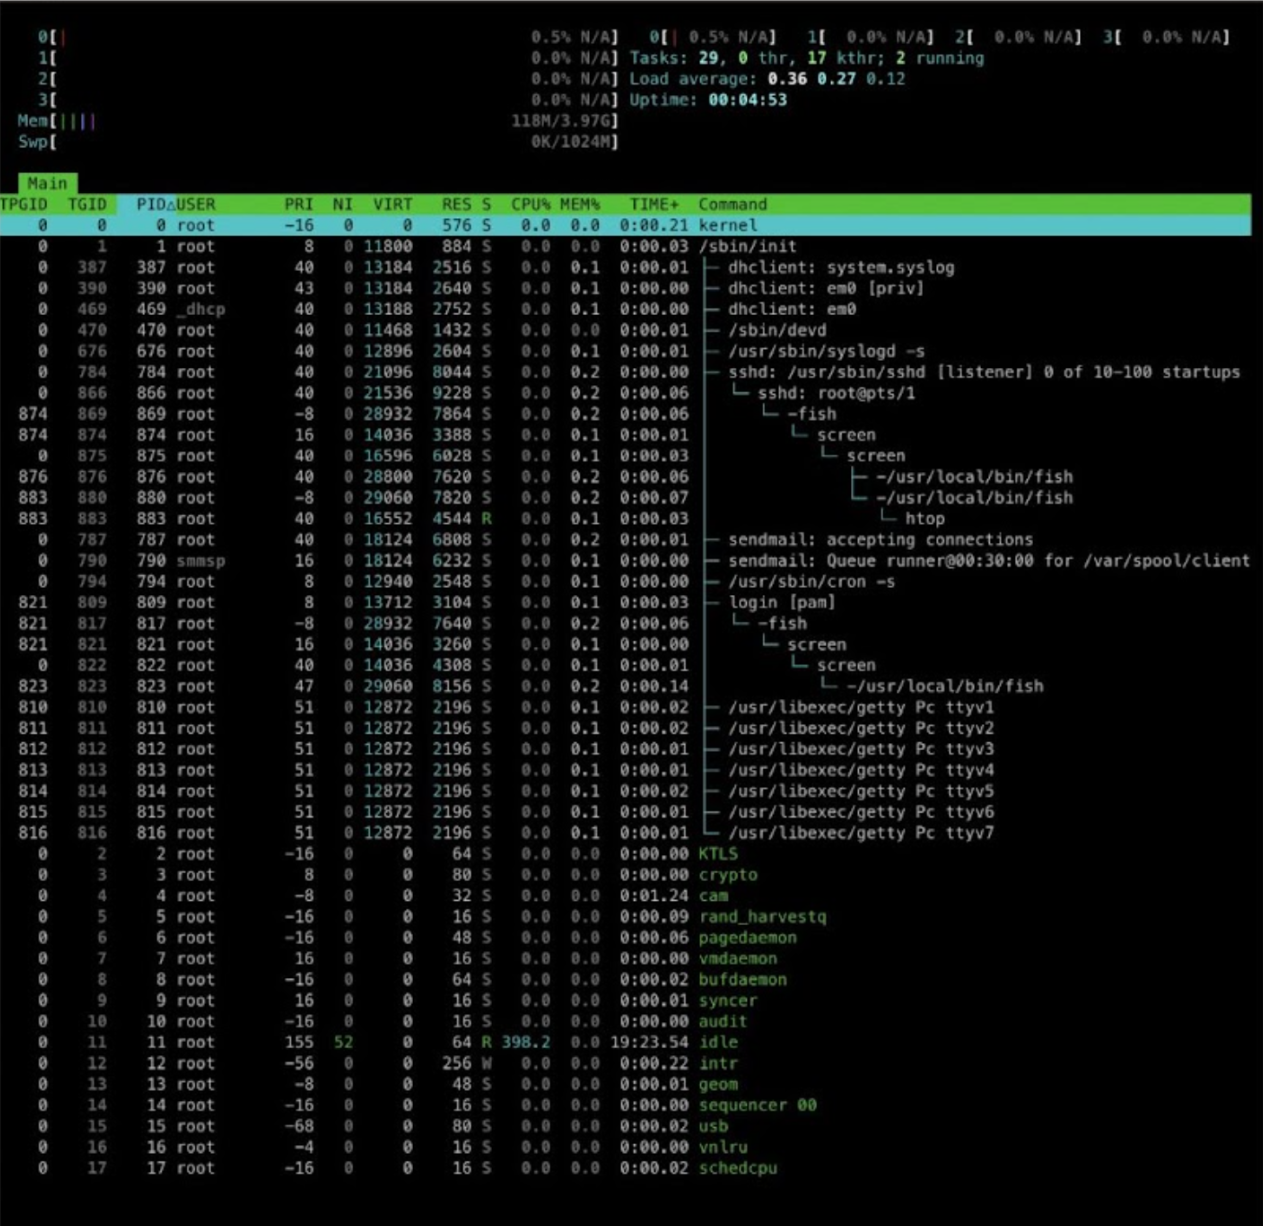 0[| 0.5% N/A] 0[| 0.5% N/A] 1[ 0.0% N/A] 2[ 0.0% N/A] 3[ 0.0% N/A]
1[ 0.0% N/A] Tasks: 29, 0 thr, 17 kthr; 2 running
2[ 0.0% N/A] Load average: 0.36 0.27 0.12
3[ 0.0% N/A] Uptime: 00:04:53
Mem[|||| 118M/3.97G]
Swp[ 0K/1024M]
Main
TPGID TGID PID△USER PRI NI VIRT RES S CPU% MEM% TIME+ Command
0 0 0 root -16 0 0 576 S 0.0 0.0 0:00.21 kernel
0 1 1 root 8 0 11800 884 S 0.0 0.0 0:00.03 /sbin/init
0 387 387 root 40 0 13184 2516 S 0.0 0.1 0:00.01 ├─ dhclient: system.syslog
0 390 390 root 43 0 13184 2640 S 0.0 0.1 0:00.00 ├─ dhclient: em0 [priv]
0 469 469 _dhcp 40 0 13188 2752 S 0.0 0.1 0:00.00 ├─ dhclient: em0
0 470 470 root 40 0 11468 1432 S 0.0 0.0 0:00.01 ├─ /sbin/devd
0 676 676 root 40 0 12896 2604 S 0.0 0.1 0:00.01 ├─ /usr/sbin/syslogd -s
0 784 784 root 40 0 21096 8044 S 0.0 0.2 0:00.00 ├─ sshd: /usr/sbin/sshd [listener] 0 of 10-100 startups
0 866 866 root 40 0 21536 9228 S 0.0 0.2 0:00.06 │ └─ sshd: root@pts/1
874 869 869 root -8 0 28932 7864 S 0.0 0.2 0:00.06 │ └─ -fish
874 874 874 root 16 0 14036 3388 S 0.0 0.1 0:00.01 │ └─ screen
0 875 875 root 40 0 16596 6028 S 0.0 0.1 0:00.03 │ └─ screen
876 876 876 root 40 0 28800 7620 S 0.0 0.2 0:00.06 │ ├─ -/usr/local/bin/fish
883 880 880 root -8 0 29060 7820 S 0.0 0.2 0:00.07 │ └─ -/usr/local/bin/fish
883 883 883 root 40 0 16552 4544 R 0.0 0.1 0:00.03 │ └─ htop
0 787 787 root 40 0 18124 6808 S 0.0 0.2 0:00.01 ├─ sendmail: accepting connections
0 790 790 smmsp 16 0 18124 6232 S 0.0 0.1 0:00.00 ├─ sendmail: Queue runner@00:30:00 for /var/spool/client
0 794 794 root 8 0 12940 2548 S 0.0 0.1 0:00.00 ├─ /usr/sbin/cron -s
821 809 809 root 8 0 13712 3104 S 0.0 0.1 0:00.03 ├─ login [pam]
821 817 817 root -8 0 28932 7640 S 0.0 0.2 0:00.06 │ └─ -fish
821 821 821 root 16 0 14036 3260 S 0.0 0.1 0:00.00 │ └─ screen
0 822 822 root 40 0 14036 4308 S 0.0 0.1 0:00.01 │ └─ screen
823 823 823 root 47 0 29060 8156 S 0.0 0.2 0:00.14 │ └─ -/usr/local/bin/fish
810 810 810 root 51 0 12872 2196 S 0.0 0.1 0:00.02 ├─ /usr/libexec/getty Pc ttyv1
811 811 811 root 51 0 12872 2196 S 0.0 0.1 0:00.02 ├─ /usr/libexec/getty Pc ttyv2
812 812 812 root 51 0 12872 2196 S 0.0 0.1 0:00.01 ├─ /usr/libexec/getty Pc ttyv3
813 813 813 root 51 0 12872 2196 S 0.0 0.1 0:00.01 ├─ /usr/libexec/getty Pc ttyv4
814 814 814 root 51 0 12872 2196 S 0.0 0.1 0:00.02 ├─ /usr/libexec/getty Pc ttyv5
815 815 815 root 51 0 12872 2196 S 0.0 0.1 0:00.01 ├─ /usr/libexec/getty Pc ttyv6
816 816 816 root 51 0 12872 2196 S 0.0 0.1 0:00.01 └─ /usr/libexec/getty Pc ttyv7
0 2 2 root -16 0 0 64 S 0.0 0.0 0:00.00 KTLS
0 3 3 root 8 0 0 80 S 0.0 0.0 0:00.00 crypto
0 4 4 root -8 0 0 32 S 0.0 0.0 0:01.24 cam
0 5 5 root -16 0 0 16 S 0.0 0.0 0:00.09 rand_harvestq
0 6 6 root -16 0 0 48 S 0.0 0.0 0:00.06 pagedaemon
0 7 7 root 16 0 0 16 S 0.0 0.0 0:00.00 vmdaemon
0 8 8 root -16 0 0 64 S 0.0 0.0 0:00.02 bufdaemon
0 9 9 root 16 0 0 16 S 0.0 0.0 0:00.01 syncer
0 10 10 root -16 0 0 16 S 0.0 0.0 0:00.00 audit
0 11 11 root 155 52 0 64 R 398.2 0.0 19:23.54 idle
0 12 12 root -56 0 0 256 W 0.0 0.0 0:00.22 intr
0 13 13 root -8 0 0 48 S 0.0 0.0 0:00.01 geom
0 14 14 root -16 0 0 16 S 0.0 0.0 0:00.00 sequencer 00
0 15 15 root -68 0 0 80 S 0.0 0.0 0:00.02 usb
0 16 16 root -4 0 0 16 S 0.0 0.0 0:00.00 vnlru
0 17 17 root -16 0 0 16 S 0.0 0.0 0:00.02 schedcpu